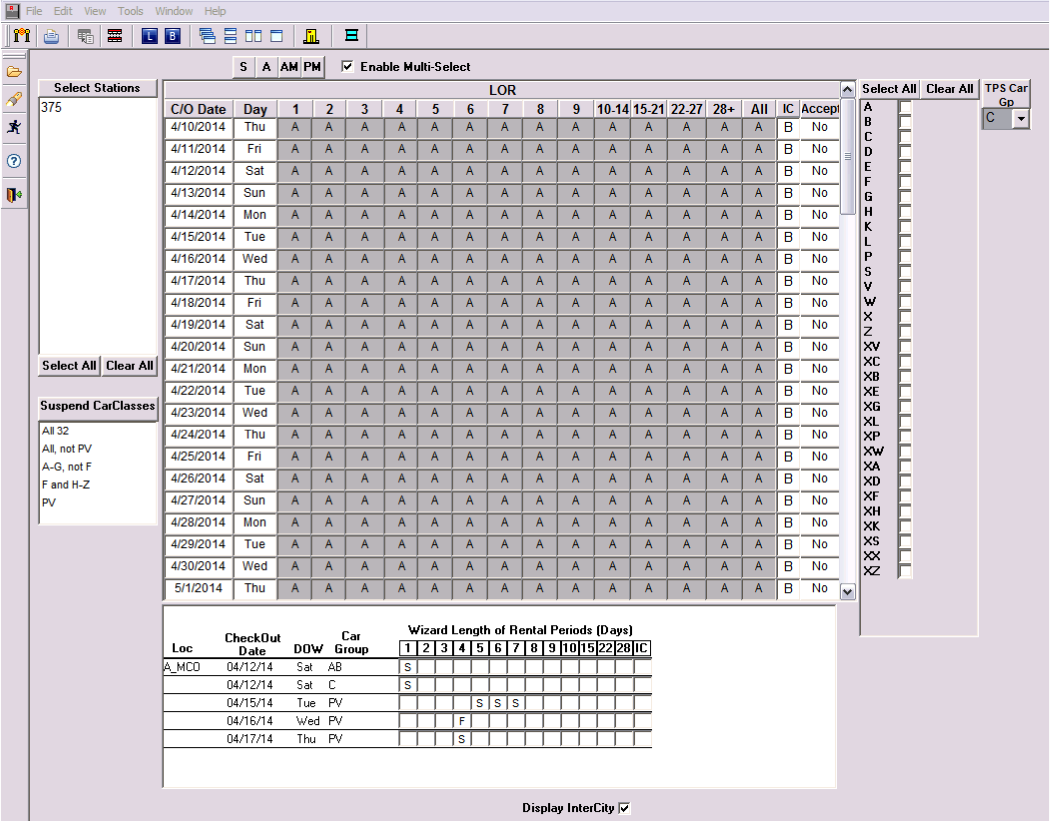 File Edit View Tools Window Help
L B
S A AM PM Enable Multi-Select
Select Stations
375
Select All Clear All
Suspend CarClasses
All 32
All, not PV
A-G, not F
F and H-Z
PV
LOR
C/O Date Day 1 2 3 4 5 6 7 8 9 10-14 15-21 22-27 28+ All IC Accept
4/10/2014 Thu A A A A A A A A A A A A A A B No
4/11/2014 Fri A A A A A A A A A A A A A A B No
4/12/2014 Sat A A A A A A A A A A A A A A B No
4/13/2014 Sun A A A A A A A A A A A A A A B No
4/14/2014 Mon A A A A A A A A A A A A A A B No
4/15/2014 Tue A A A A A A A A A A A A A A B No
4/16/2014 Wed A A A A A A A A A A A A A A B No
4/17/2014 Thu A A A A A A A A A A A A A A B No
4/18/2014 Fri A A A A A A A A A A A A A A B No
4/19/2014 Sat A A A A A A A A A A A A A A B No
4/20/2014 Sun A A A A A A A A A A A A A A B No
4/21/2014 Mon A A A A A A A A A A A A A A B No
4/22/2014 Tue A A A A A A A A A A A A A A B No
4/23/2014 Wed A A A A A A A A A A A A A A B No
4/24/2014 Thu A A A A A A A A A A A A A A B No
4/25/2014 Fri A A A A A A A A A A A A A A B No
4/26/2014 Sat A A A A A A A A A A A A A A B No
4/27/2014 Sun A A A A A A A A A A A A A A B No
4/28/2014 Mon A A A A A A A A A A A A A A B No
4/29/2014 Tue A A A A A A A A A A A A A A B No
4/30/2014 Wed A A A A A A A A A A A A A A B No
5/1/2014 Thu A A A A A A A A A A A A A A B No
Select All Clear All
A
B
C
D
E
F
G
H
K
L
P
S
V
W
X
Z
XV
XC
XB
XE
XG
XL
XP
XW
XA
XD
XF
XH
XK
XS
XX
XZ
TPS Car
Gp
C
Wizard Length of Rental Periods (Days)
Loc CheckOut Date DOW Car Group 1 2 3 4 5 6 7 8 9 10 15 22 28 IC
A_MCO 04/12/14 Sat AB S
04/12/14 Sat C S
04/15/14 Tue PV S S S
04/16/14 Wed PV F
04/17/14 Thu PV S
Display InterCity